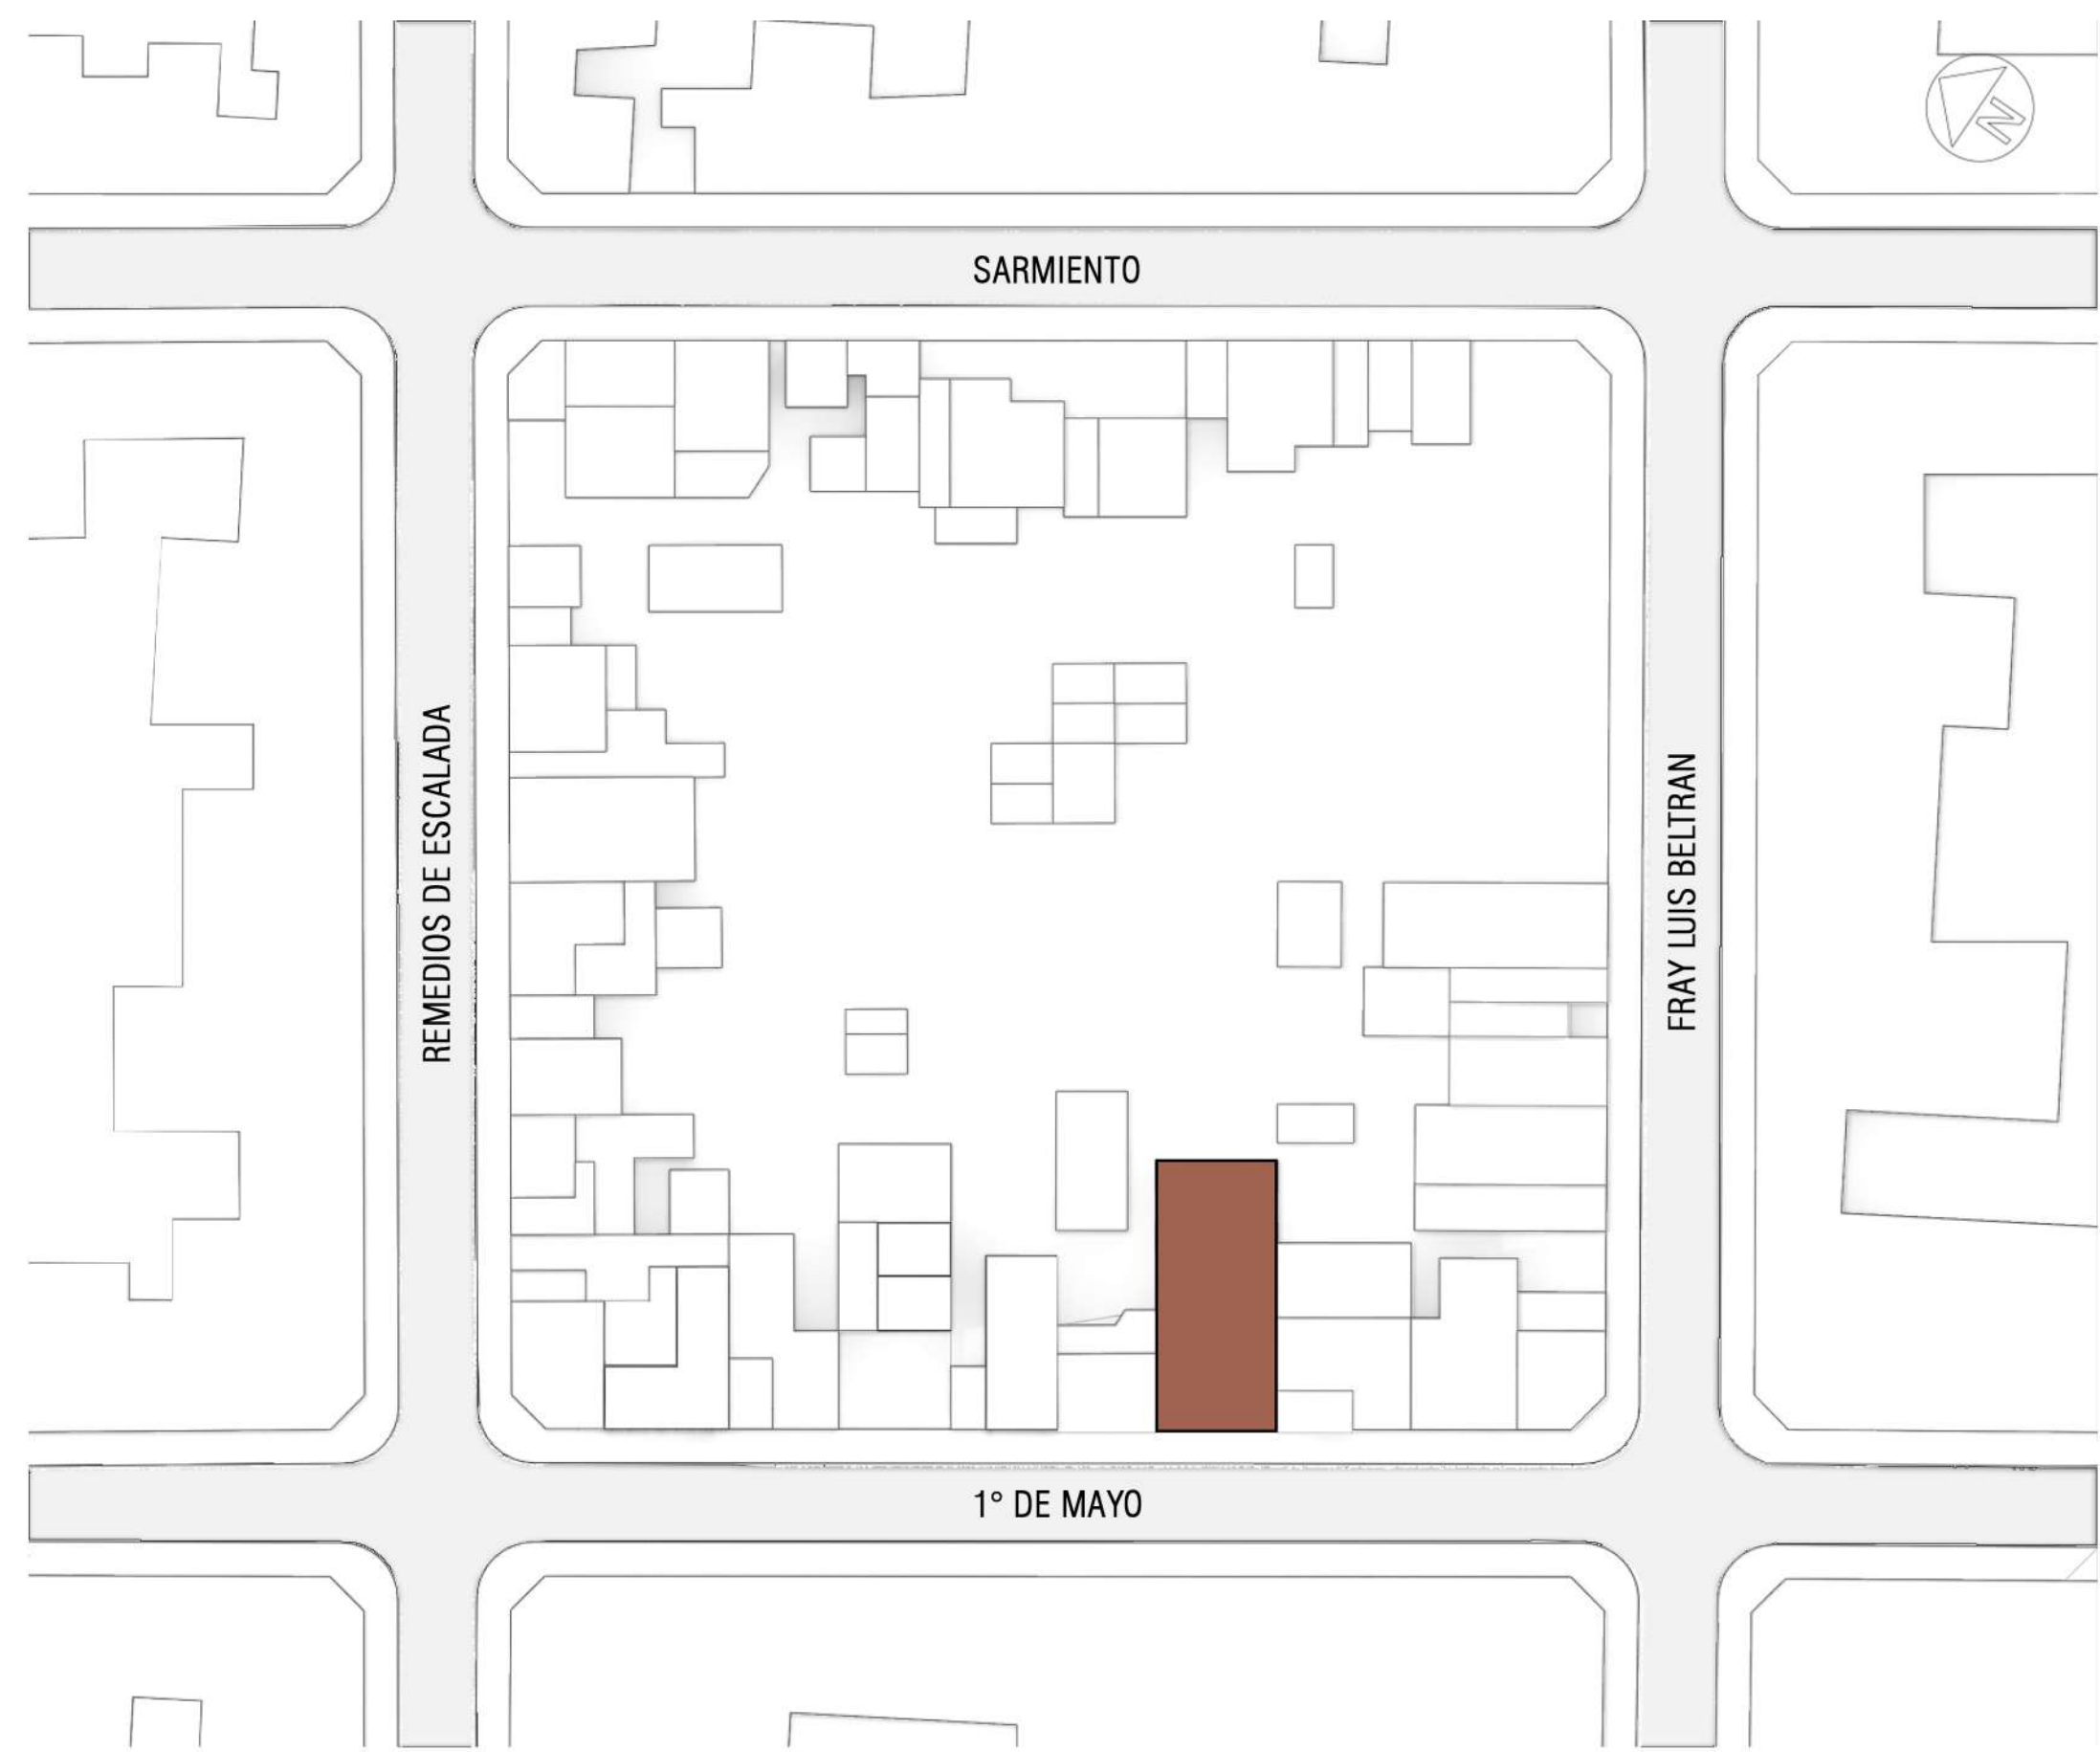 N
SARMIENTO
REMEDIOS DE ESCALADA
FRAY LUIS BELTRAN
1° DE MAYO